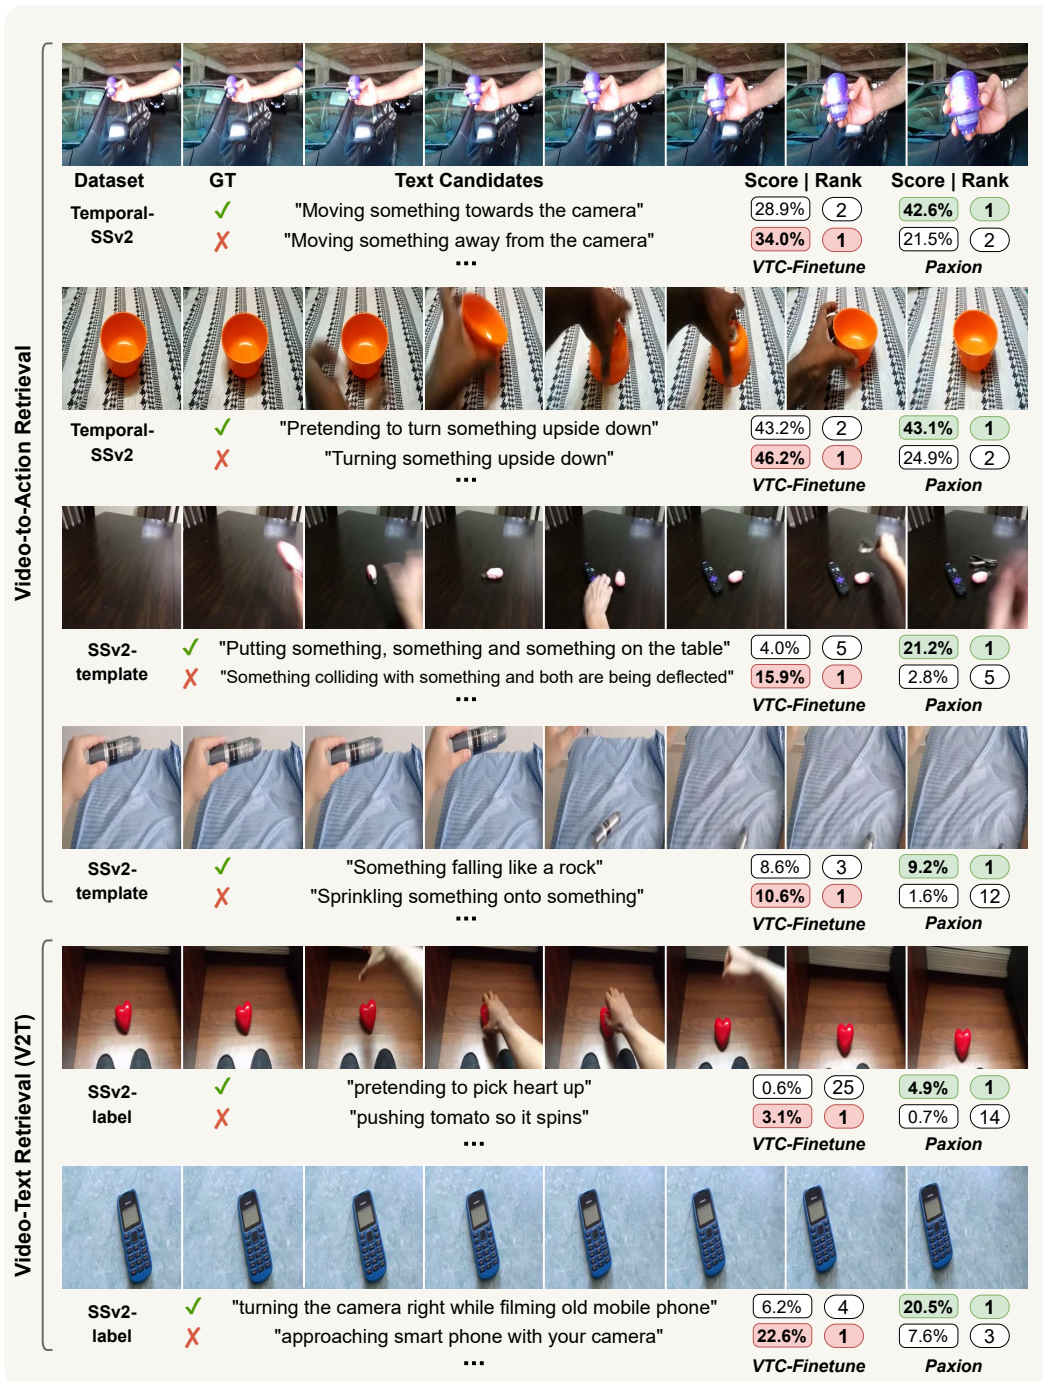 Video-to-Action Retrieval
Dataset GT Text Candidates Score | Rank Score | Rank
Temporal-SSv2 ✓ "Moving something towards the camera" 28.9% 2 42.6% 1
✗ "Moving something away from the camera" 34.0% 1 21.5% 2
...
VTC-Finetune Paxion
Temporal-SSv2 ✓ "Pretending to turn something upside down" 43.2% 2 43.1% 1
✗ "Turning something upside down" 46.2% 1 24.9% 2
...
VTC-Finetune Paxion
SSv2-template ✓ "Putting something, something and something on the table" 4.0% 5 21.2% 1
✗ "Something colliding with something and both are being deflected" 15.9% 1 2.8% 5
...
VTC-Finetune Paxion
SSv2-template ✓ "Something falling like a rock" 8.6% 3 9.2% 1
✗ "Sprinkling something onto something" 10.6% 1 1.6% 12
...
VTC-Finetune Paxion
Video-Text Retrieval (V2T)
SSv2-label ✓ "pretending to pick heart up" 0.6% 25 4.9% 1
✗ "pushing tomato so it spins" 3.1% 1 0.7% 14
...
VTC-Finetune Paxion
SSv2-label ✓ "turning the camera right while filming old mobile phone" 6.2% 4 20.5% 1
✗ "approaching smart phone with your camera" 22.6% 1 7.6% 3
...
VTC-Finetune Paxion